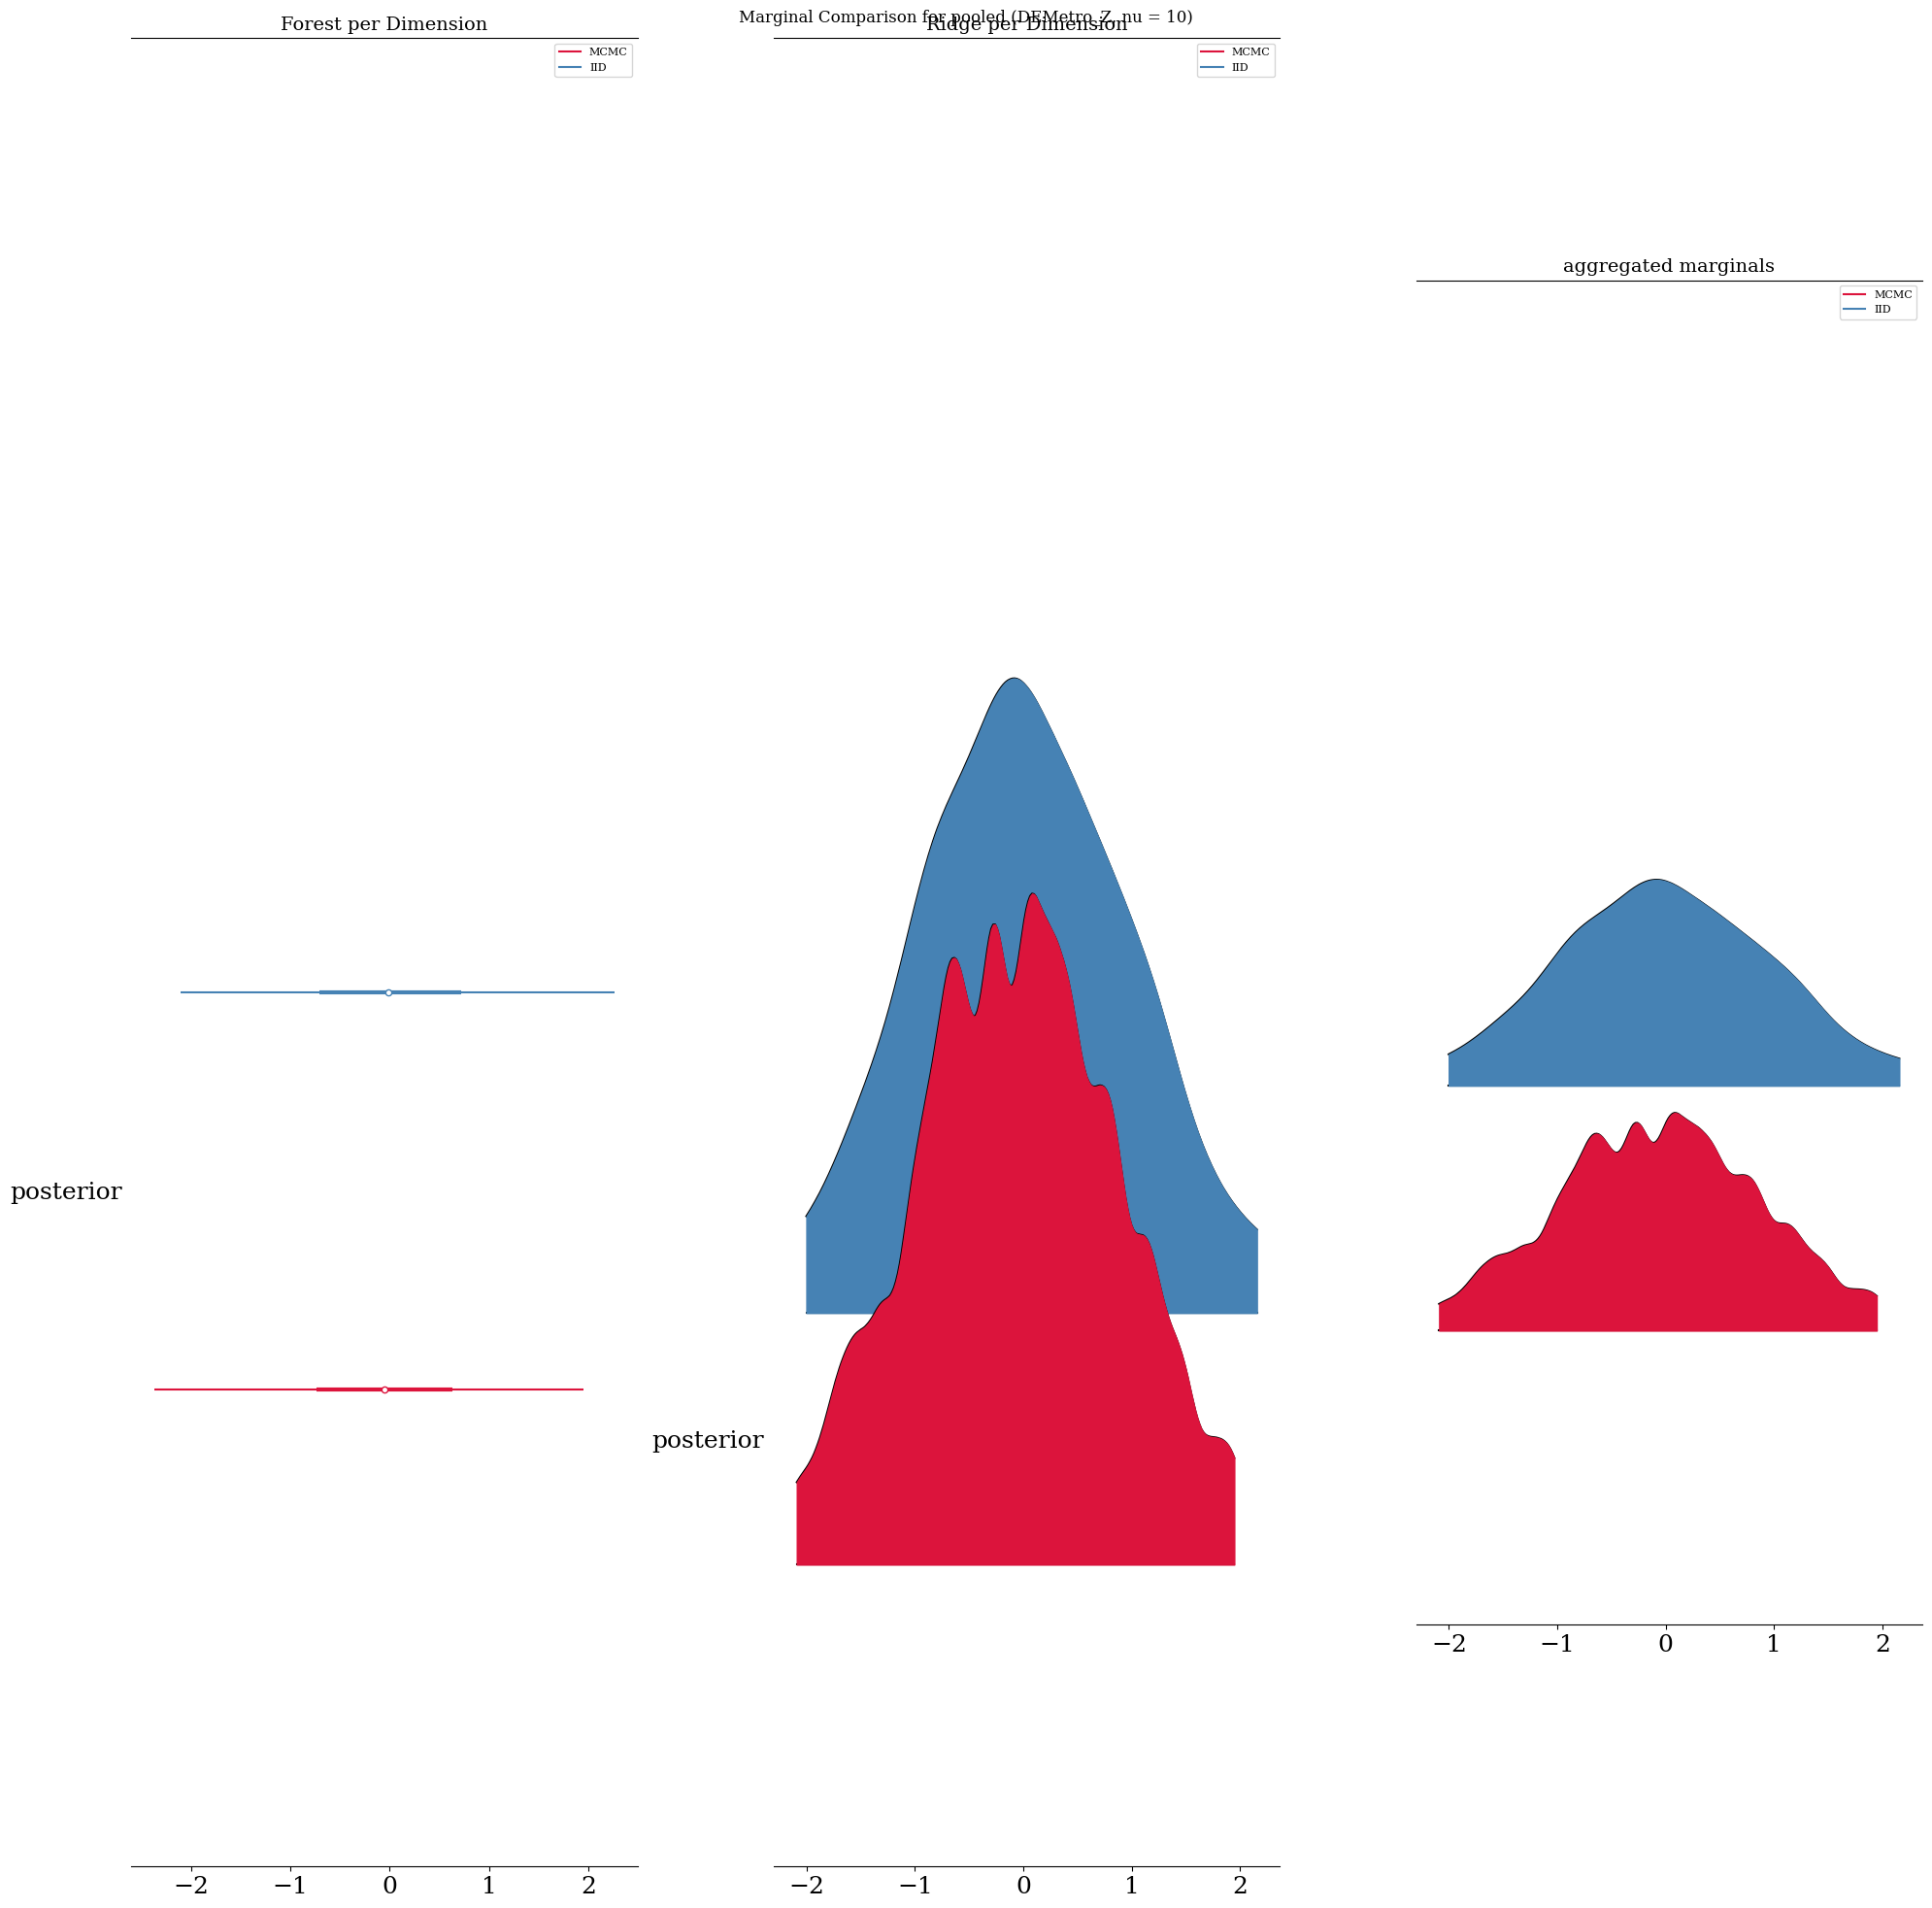 Marginal Comparison for pooled (DEMetro_Z, nu = 10)
Forest per Dimension
MCMC
IID
posterior
−2 −1 0 1 2
Ridge per Dimension
MCMC
IID
posterior
−2 −1 0 1 2
aggregated marginals
MCMC
IID
−2 −1 0 1 2